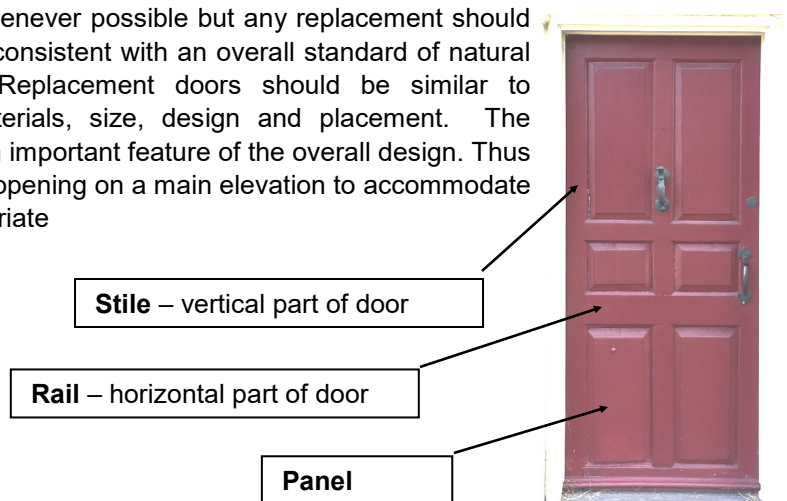 enever possible but any replacement should
consistent with an overall standard of natural
Replacement doors should be similar to
terials, size, design and placement. The
important feature of the overall design. Thus
opening on a main elevation to accommodate
riate
Stile – vertical part of door
Rail – horizontal part of door
Panel